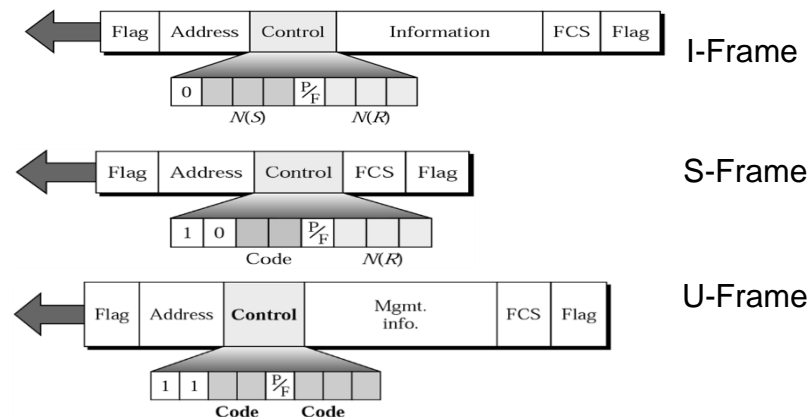 Flag Address Control Information FCS Flag
I-Frame
0 P/F
N(S) N(R)
Flag Address Control FCS Flag
S-Frame
1 0 P/F
Code N(R)
Flag Address Control Mgmt. info. FCS Flag
U-Frame
1 1 P/F
Code Code